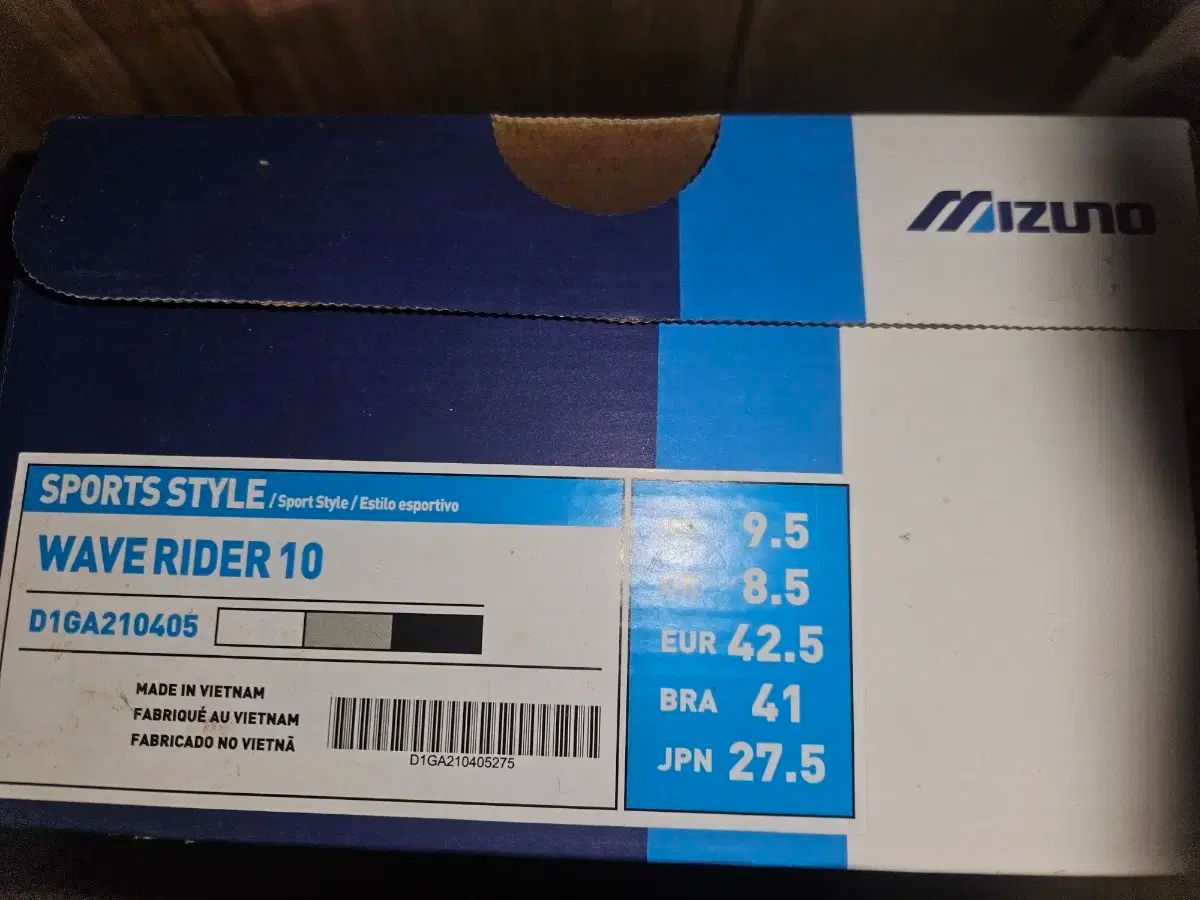 MIZUNO
SPORTS STYLE / Sport Style / Estilo esportivo
WAVE RIDER 10
D1GA210405
MADE IN VIETNAM
FABRIQUÉ AU VIETNAM
FABRICADO NO VIETNÃ
D1GA210405275
9.5
UK 8.5
EUR 42.5
BRA 41
JPN 27.5